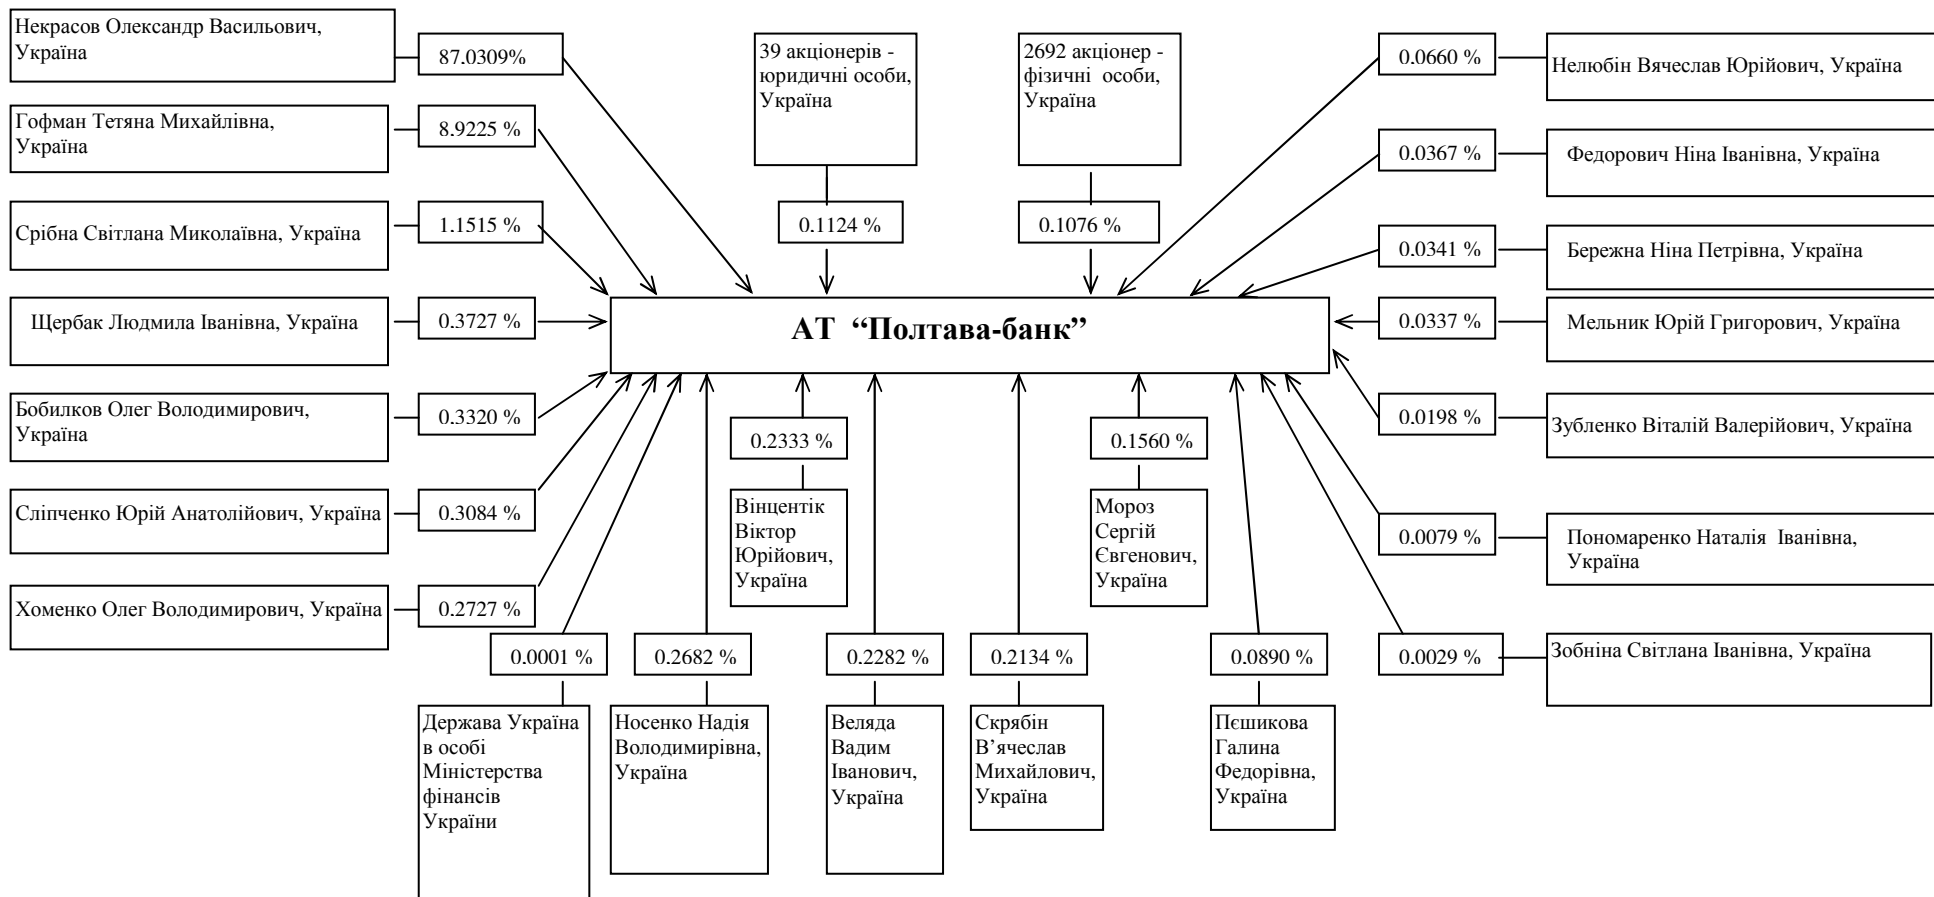 Некрасов Олександр Васильович,
Україна
87.0309%
39 акціонерів -
юридичні особи,
Україна
2692 акціонер -
фізичні особи,
Україна
0.0660 %
Нелюбін Вячеслав Юрійович, Україна
Гофман Тетяна Михайлівна,
Україна
8.9225 %
0.0367 %
Федорович Ніна Іванівна, Україна
Срібна Світлана Миколаївна, Україна
1.1515 %
0.1124 %
0.1076 %
0.0341 %
Бережна Ніна Петрівна, Україна
Щербак Людмила Іванівна, Україна
0.3727 %
АТ “Полтава-банк”
0.0337 %
Мельник Юрій Григорович, Україна
Бобилков Олег Володимирович,
Україна
0.3320 %
0.2333 %
0.1560 %
0.0198 %
Зубленко Віталій Валерійович, Україна
Сліпченко Юрій Анатолійович, Україна
0.3084 %
Вінцентік
Віктор
Юрійович,
Україна
Мороз
Сергій
Євгенович,
Україна
0.0079 %
Пономаренко Наталія Іванівна,
Україна
Хоменко Олег Володимирович, Україна
0.2727 %
0.0001 %
0.2682 %
0.2282 %
0.2134 %
0.0890 %
0.0029 %
Зобніна Світлана Іванівна, Україна
Держава Україна
в особі
Міністерства
фінансів
України
Носенко Надія
Володимирівна,
Україна
Веляда
Вадим
Іванович,
Україна
Скрябін
В’ячеслав
Михайлович,
Україна
Пєшикова
Галина
Федорівна,
Україна